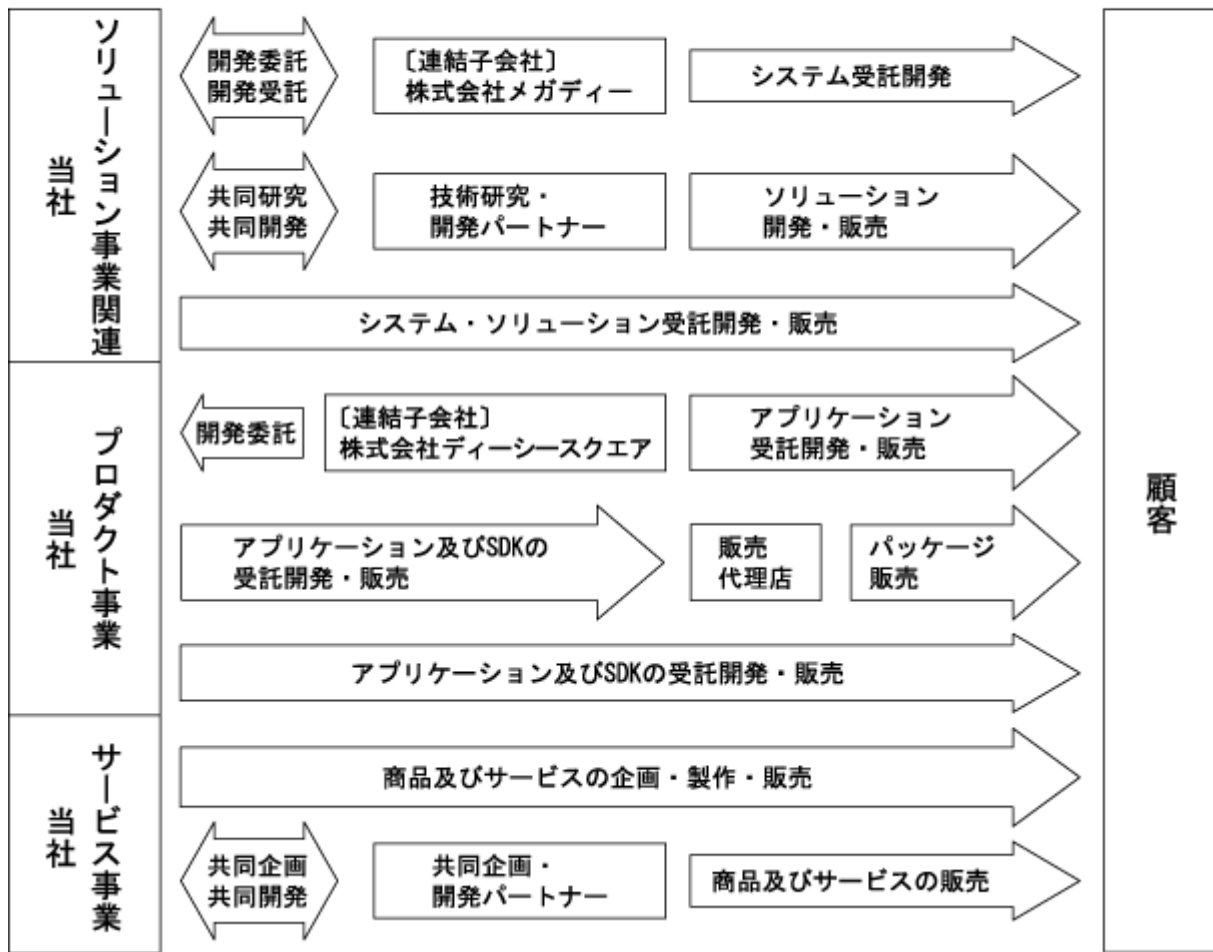 ソリューション事業関連
当社
開発委託
開発受託
〔連結子会社〕
株式会社メガディー
システム受託開発
共同研究
共同開発
技術研究・
開発パートナー
ソリューション
開発・販売
システム・ソリューション受託開発・販売
プロダクト事業
当社
開発委託
〔連結子会社〕
株式会社ディーシースクエア
アプリケーション
受託開発・販売
アプリケーション及びSDKの
受託開発・販売
販売
代理店
パッケージ
販売
アプリケーション及びSDKの受託開発・販売
サービス事業
当社
商品及びサービスの企画・製作・販売
共同企画
共同開発
共同企画・
開発パートナー
商品及びサービスの販売
顧客